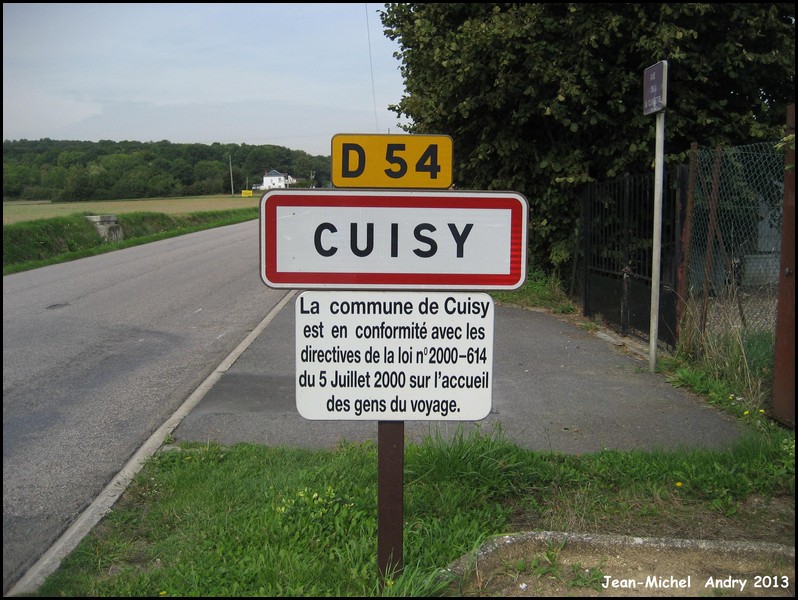 D 54
CUISY
La commune de Cuisy
est en conformité avec les
directives de la loi n° 2000-614
du 5 Juillet 2000 sur l'accueil
des gens du voyage.
Jean-Michel Andry 2013